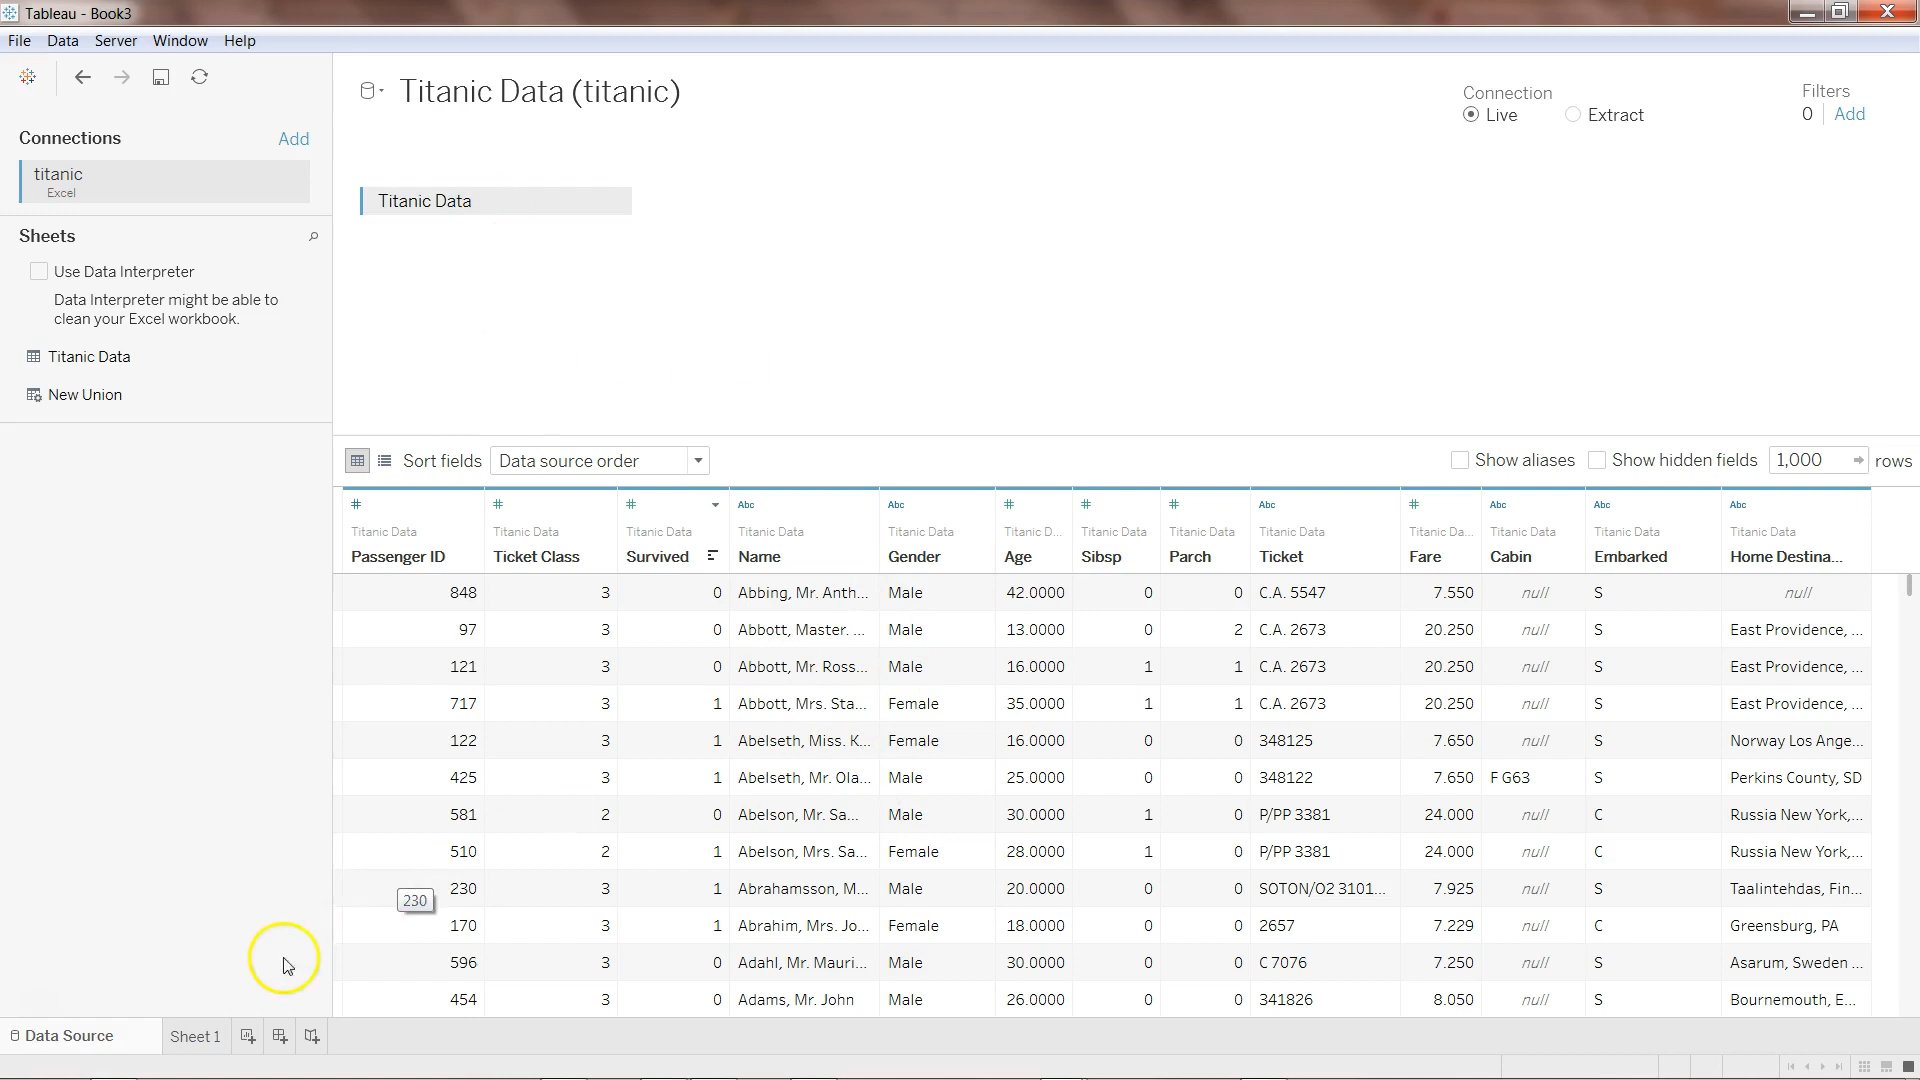 Tableau - Book3
File Data Server Window Help
Titanic Data (titanic)
Connection
Live Extract
Filters
0 Add
Connections Add
titanic
Excel
Titanic Data
Sheets
Use Data Interpreter
Data Interpreter might be able to
clean your Excel workbook.
Titanic Data
New Union
Sort fields Data source order Show aliases Show hidden fields 1,000 rows
# # # Abc Abc # # # Abc # Abc Abc Abc
Titanic Data Titanic Data Titanic Data Titanic Data Titanic Data Titanic D... Titanic Data Titanic Data Titanic Data Titanic Da... Titanic Data Titanic Data Titanic Data
Passenger ID Ticket Class Survived Name Gender Age Sibsp Parch Ticket Fare Cabin Embarked Home Destina...
848 3 0 Abbing, Mr. Anth... Male 42.0000 0 0 C.A. 5547 7.550 null S null
97 3 0 Abbott, Master. ... Male 13.0000 0 2 C.A. 2673 20.250 null S East Providence, ...
121 3 0 Abbott, Mr. Ross... Male 16.0000 1 1 C.A. 2673 20.250 null S East Providence, ...
717 3 1 Abbott, Mrs. Sta... Female 35.0000 1 1 C.A. 2673 20.250 null S East Providence, ...
122 3 1 Abelseth, Miss. K... Female 16.0000 0 0 348125 7.650 null S Norway Los Ange...
425 3 1 Abelseth, Mr. Ola... Male 25.0000 0 0 348122 7.650 F G63 S Perkins County, SD
581 2 0 Abelson, Mr. Sa... Male 30.0000 1 0 P/PP 3381 24.000 null C Russia New York,...
510 2 1 Abelson, Mrs. Sa... Female 28.0000 1 0 P/PP 3381 24.000 null C Russia New York,...
230 3 1 Abrahamsson, M... Male 20.0000 0 0 SOTON/O2 3101... 7.925 null S Taalintehdas, Fin...
230
170 3 1 Abrahim, Mrs. Jo... Female 18.0000 0 0 2657 7.229 null C Greensburg, PA
596 3 0 Adahl, Mr. Mauri... Male 30.0000 0 0 C 7076 7.250 null S Asarum, Sweden ...
454 3 0 Adams, Mr. John Male 26.0000 0 0 341826 8.050 null S Bournemouth, E...
Data Source Sheet 1